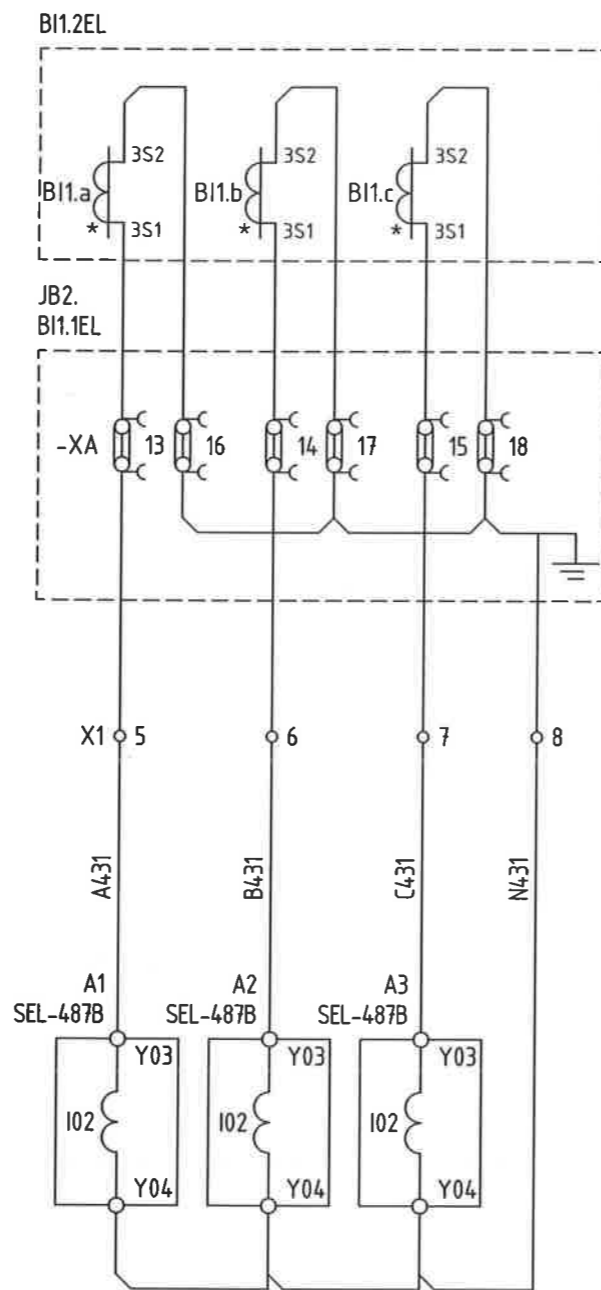 BI1.2EL
3S2 3S2 3S2
BI1.a BI1.b BI1.c
* 3S1 * 3S1 * 3S1
JB2.
BI1.1EL
-XA 13 16 14 17 15 18
X1 5 6 7 8
A431 B431 C431 N431
A1 A2 A3
SEL-487B SEL-487B SEL-487B
Y03 Y03 Y03
I02 I02 I02
Y04 Y04 Y04